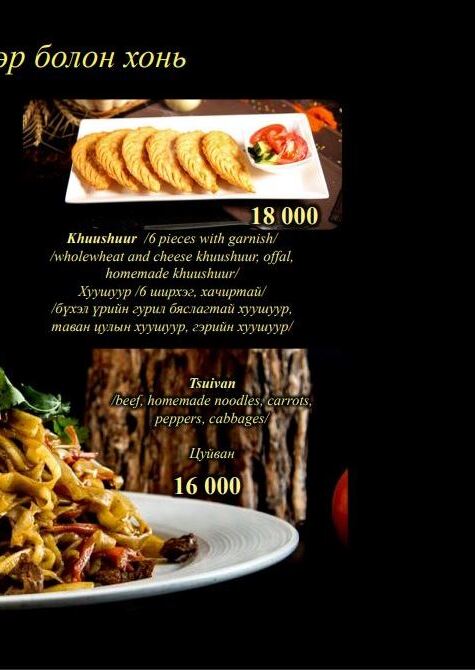 болон хонь
18 000
Khuushuur /6 pieces with garnish/
/wholewheat and cheese khuushuur, offal,
homemade khuushuur/
Хуушуур /6 ширхэг, хачиртай/
/бүхэл үрийн гурил бяслагтай хуушуур,
таван цулын хуушуур, гэрийн хуушуур/
Tsuivan
/beef, homemade noodles, carrots,
peppers, cabbages/
Цуйван
16 000